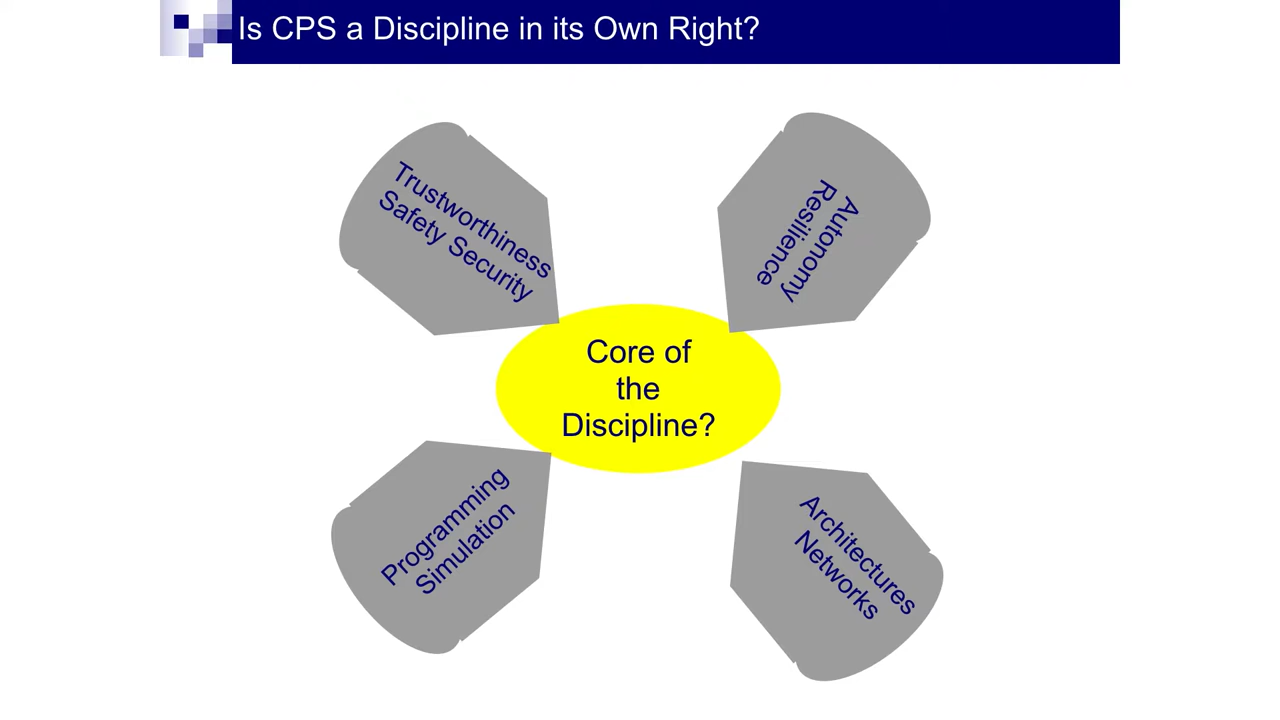 Is CPS a Discipline in its Own Right?
Trustworthiness
Safety Security
Autonomy
Resilience
Core of
the
Discipline?
Programming
Simulation
Architectures
Networks